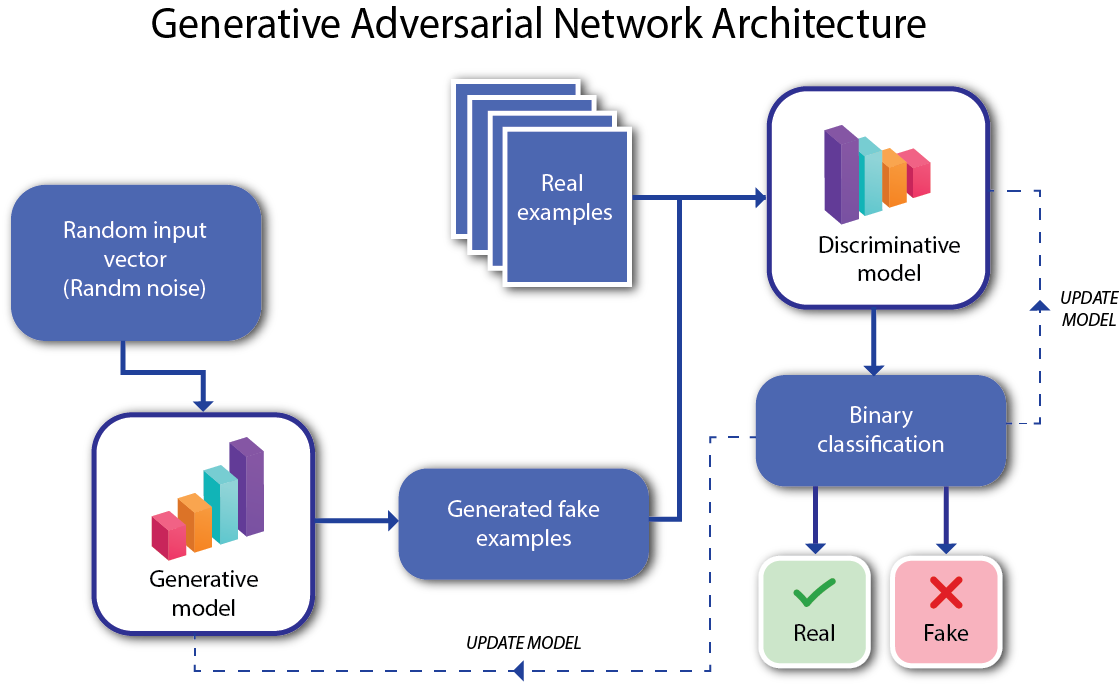 Generative Adversarial Network Architecture
Random input
vector
(Randm noise)
Real
examples
Discriminative
model
UPDATE
MODEL
Binary
classification
Generative
model
Generated fake
examples
UPDATE MODEL
Real
Fake